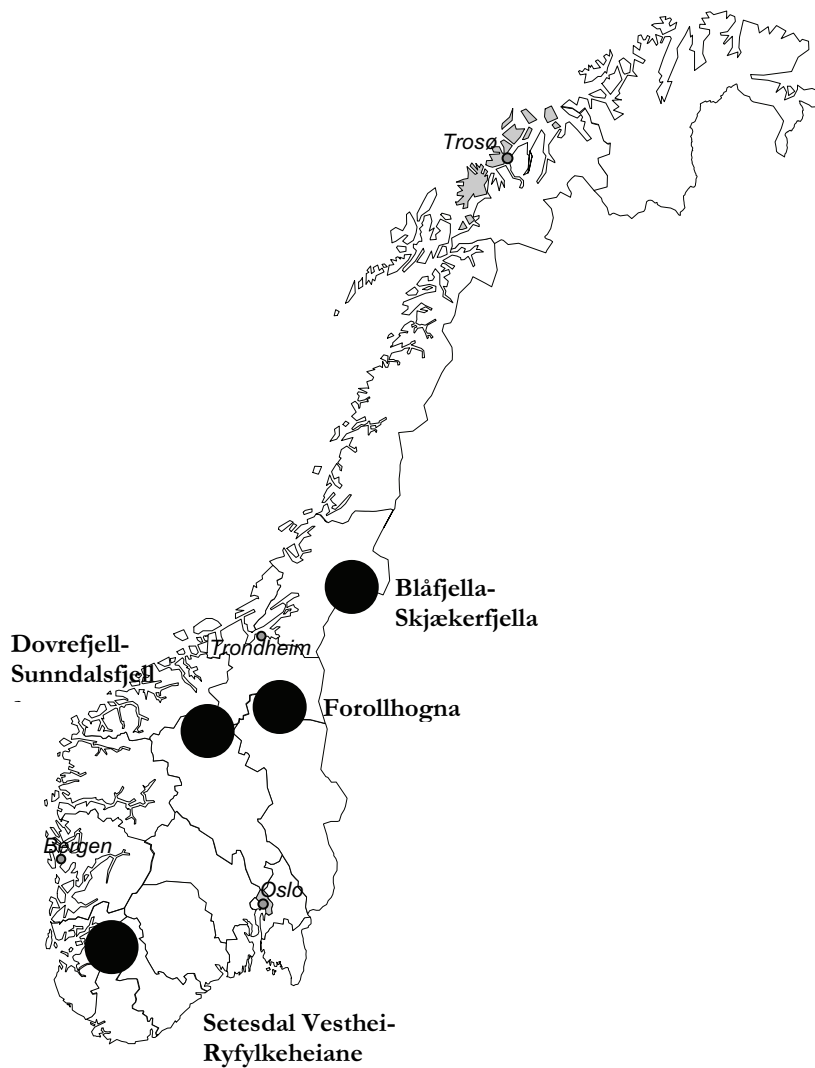 Trosø
Blåfjella-
Skjækerfjella
Dovrefjell-
Sunndalsfjell
Trondheim
Forollhogna
Bergen
Oslo
Setesdal Vesthei-
Ryfylkeheiane